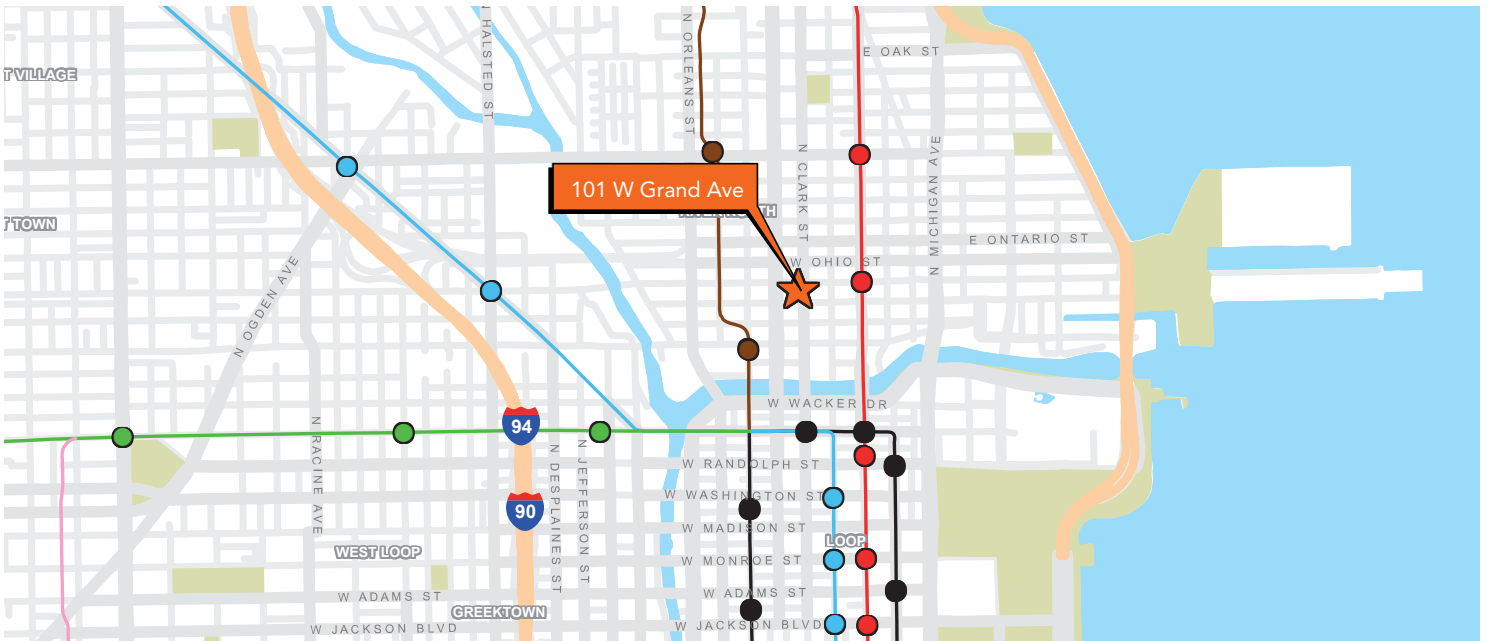 N HALSTED ST
N ORLEANS ST
E OAK ST
T VILLAGE
N MICHIGAN AVE
N CLARK ST
101 W Grand Ave
T TOWN
E ONTARIO ST
W OHIO ST
N OGDEN AVE
W WACKER DR
94
N RACINE AVE
N DESPLAINES ST
N JEFFERSON ST
W RANDOLPH ST
W WASHINGTON ST
90
W MADISON ST
LOOP
WEST LOOP
W MONROE ST
W ADAMS ST
W ADAMS ST
GREEKTOWN
W JACKSON BLVD
W JACKSON BLVD